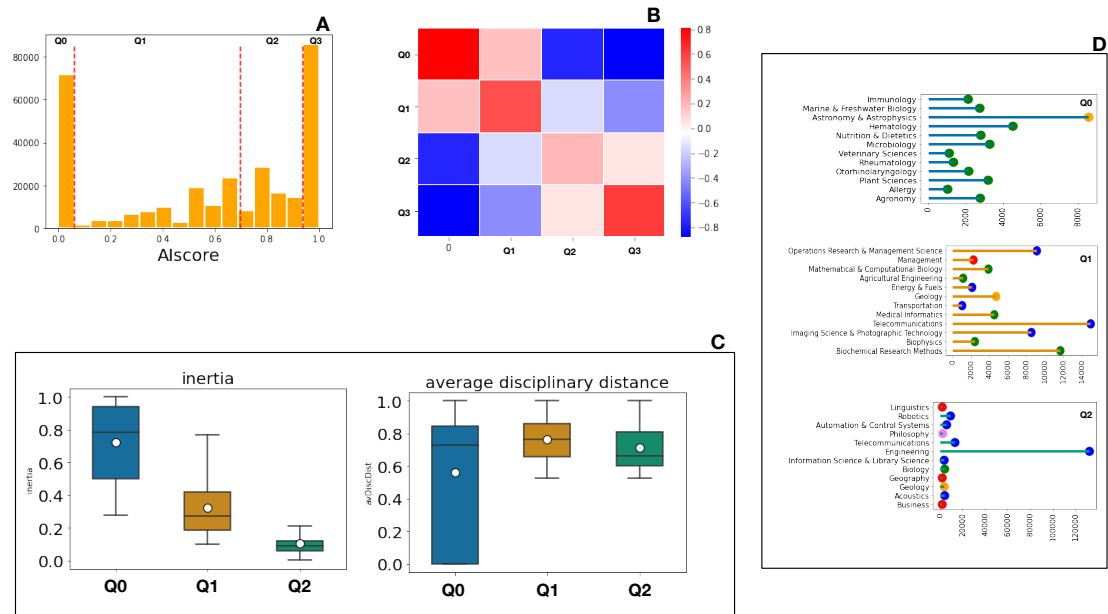 A
Q0 Q1 Q2 Q3
80000
60000
40000
20000
0
0.0 0.2 0.4 0.6 0.8 1.0
AIscore
B
Q0
Q1
Q2
Q3
0 Q1 Q2 Q3
0.8
0.6
0.4
0.2
0.0
−0.2
−0.4
−0.6
−0.8
C
inertia
1.0
0.8
0.6
0.4
0.2
0.0
inertia
Q0 Q1 Q2
average disciplinary distance
1.0
0.8
0.6
0.4
0.2
0.0
avDiscDist
Q0 Q1 Q2
D
Q0
Immunology
Marine & Freshwater Biology
Astronomy & Astrophysics
Hematology
Nutrition & Dietetics
Microbiology
Veterinary Sciences
Rheumatology
Otorhinolaryngology
Plant Sciences
Allergy
Agronomy
0 2000 4000 6000 8000
Q1
Operations Research & Management Science
Management
Mathematical & Computational Biology
Agricultural Engineering
Energy & Fuels
Geology
Transportation
Medical Informatics
Telecommunications
Imaging Science & Photographic Technology
Biophysics
Biochemical Research Methods
0 2000 4000 6000 8000 10000 12000 14000
Q2
Linguistics
Robotics
Automation & Control Systems
Philosophy
Telecommunications
Engineering
Information Science & Library Science
Biology
Geography
Geology
Acoustics
Business
0 20000 40000 60000 80000 100000 120000